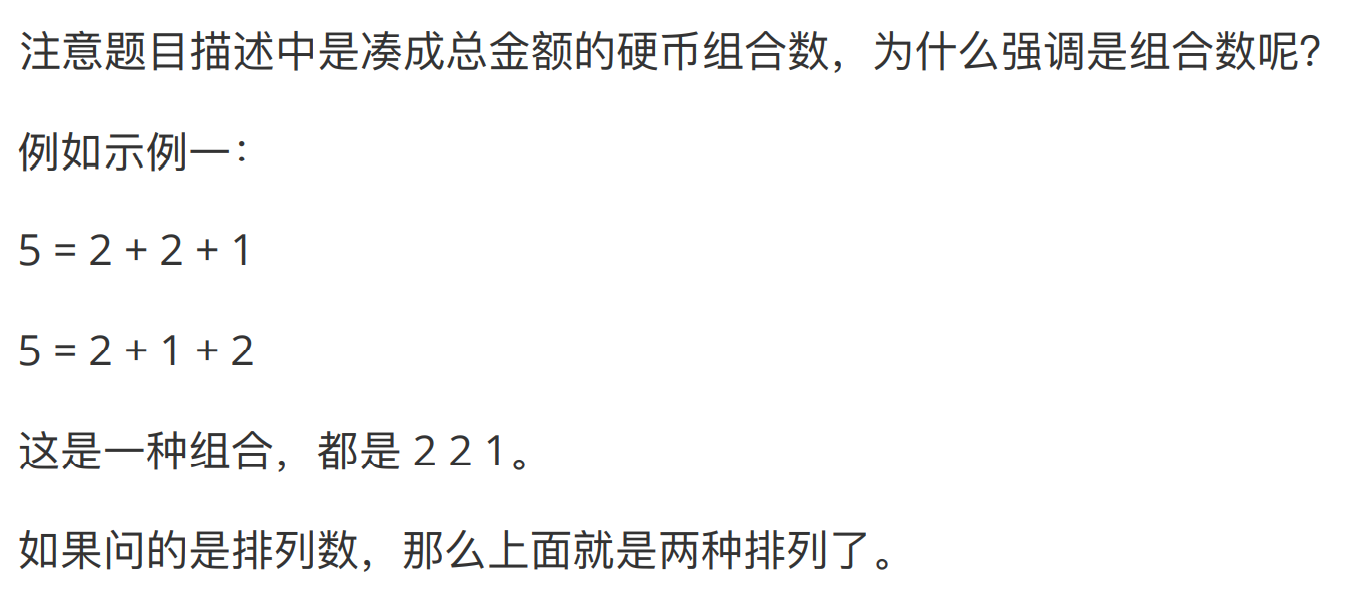 注意题目描述中是凑成总金额的硬币组合数，为什么强调是组合数呢？
例如示例一：
5 = 2 + 2 + 1
5 = 2 + 1 + 2
这是一种组合，都是 2 2 1。
如果问的是排列数，那么上面就是两种排列了。